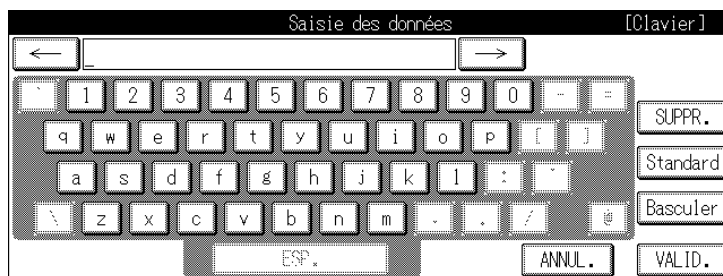 Saisie des données [Clavier]
← _ →
` 1 2 3 4 5 6 7 8 9 0 - =
SUPPR.
q w e r t y u i o p [ ]
Standard
a s d f g h j k l :
Basculer
\ z x c v b n m . / @
ESP. ANNUL. VALID.